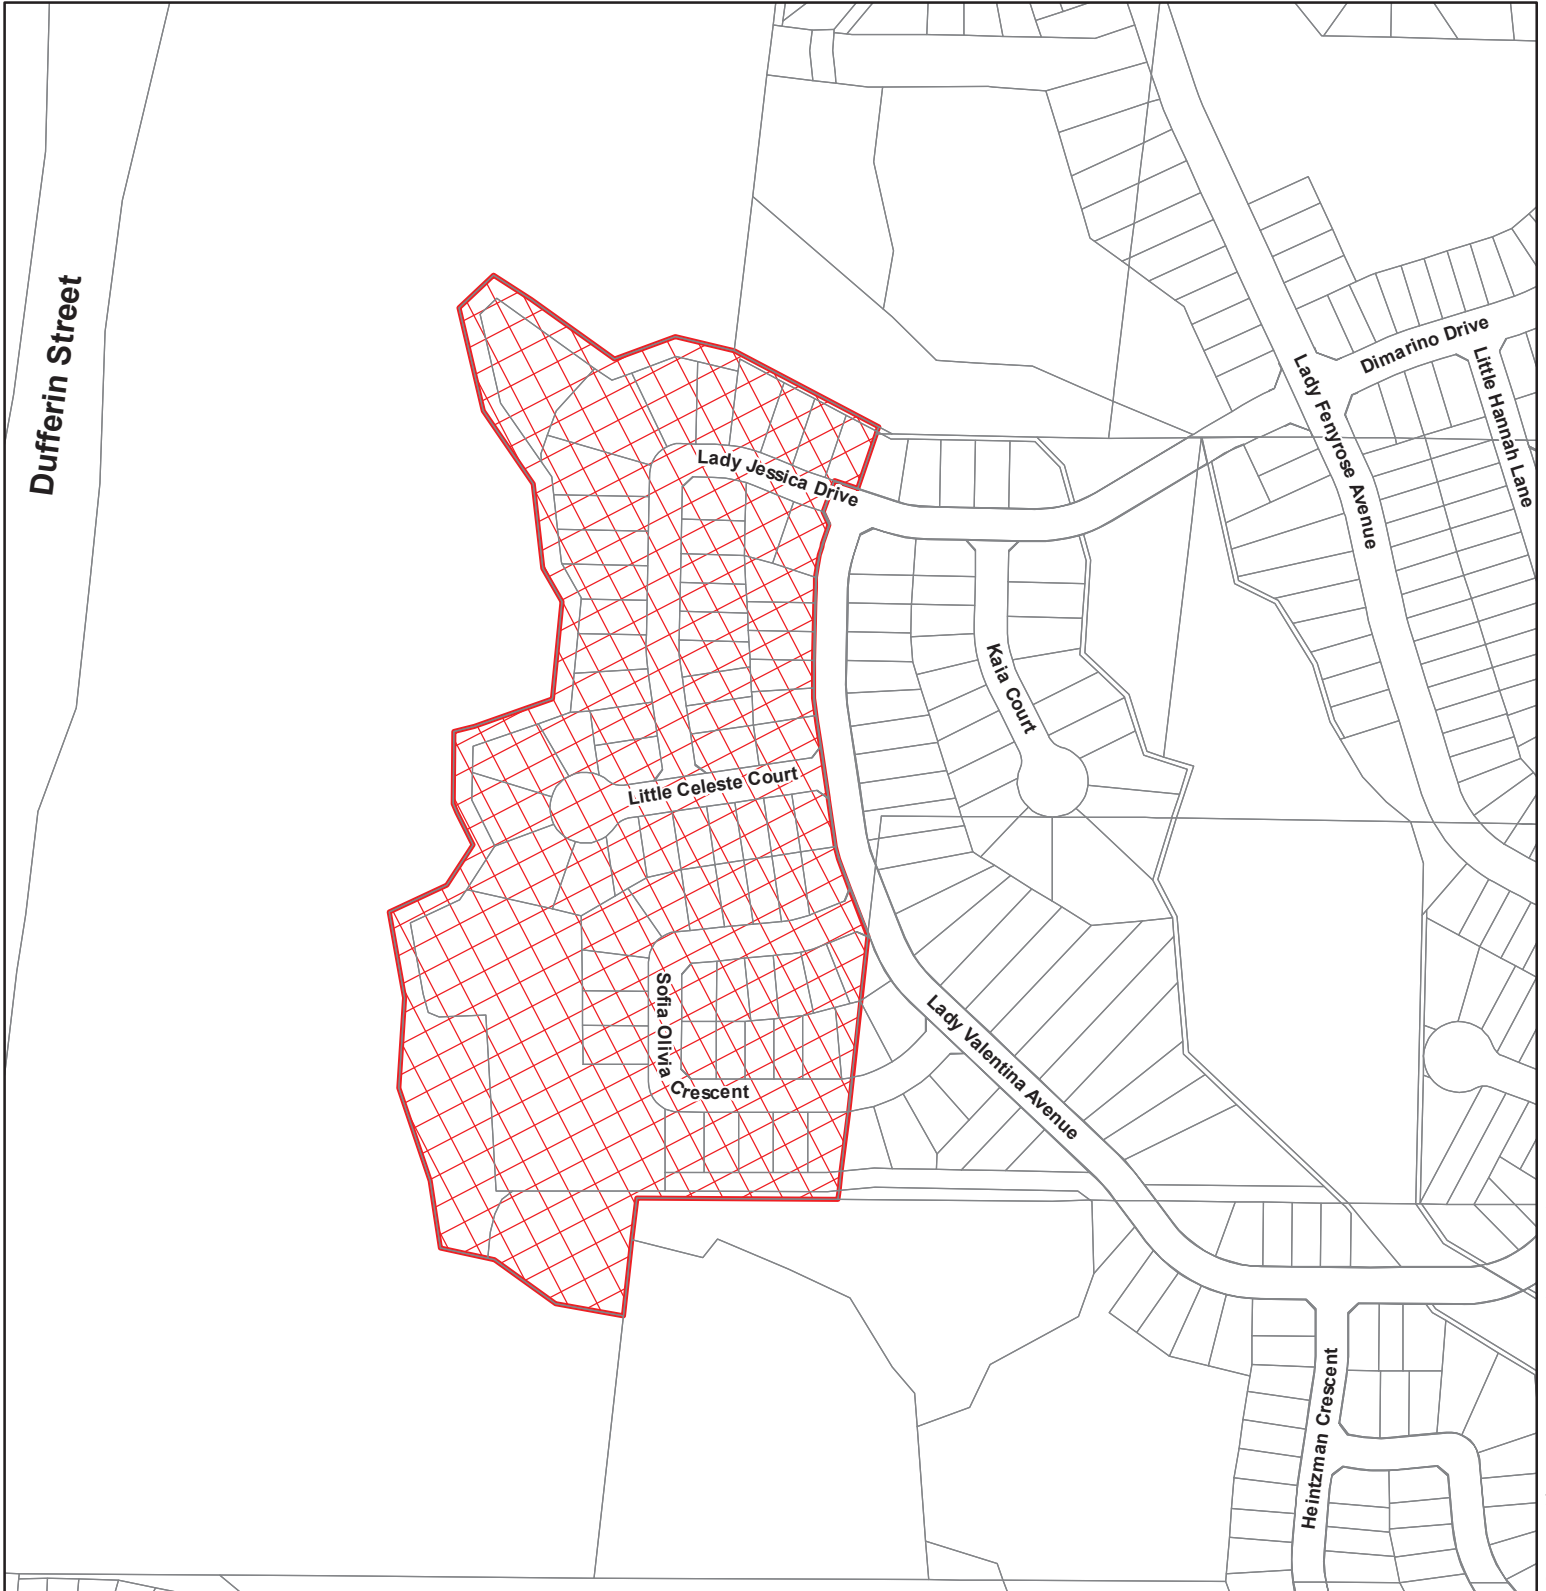 Dufferin Street
Dimarino Drive
Little Hannah Lane
Lady Fenyrose Avenue
Lady Jessica Drive
Kaia Court
Little Celeste Court
Sofia Olivia
Crescent
Lady Valentina Avenue
Heintzman Crescent